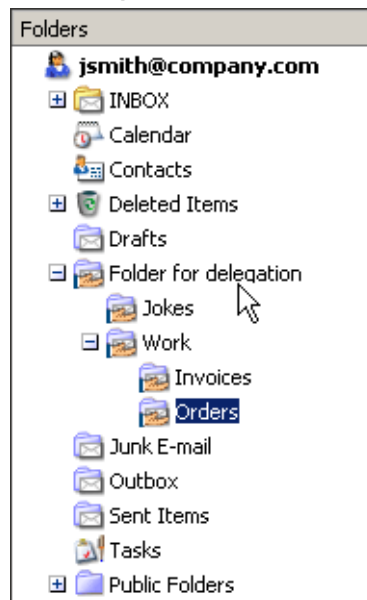 Folders
jsmith@company.com
INBOX
Calendar
Contacts
Deleted Items
Drafts
Folder for delegation
Jokes
Work
Invoices
Orders
Junk E-mail
Outbox
Sent Items
Tasks
Public Folders